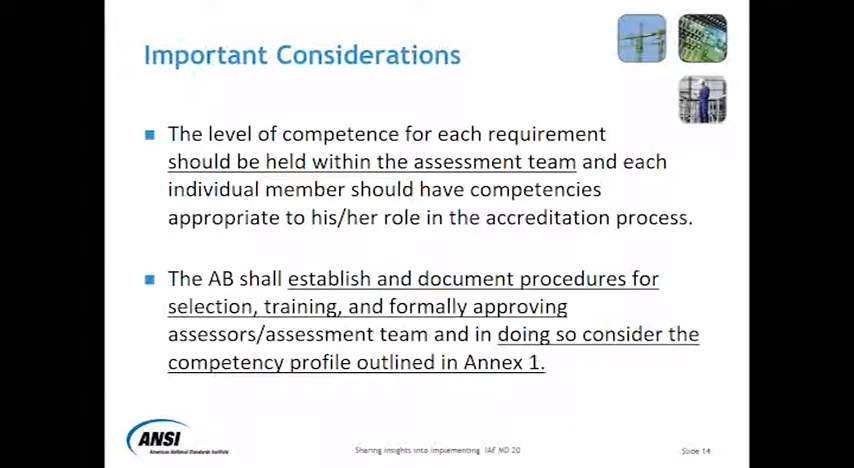 Important Considerations
The level of competence for each requirement
should be held within the assessment team and each
individual member should have competencies
appropriate to his/her role in the accreditation process.
The AB shall establish and document procedures for
selection, training, and formally approving
assessors/assessment team and in doing so consider the
competency profile outlined in Annex 1.
ANSI
American National Standards Institute
Sharing insights into implementing IAF MD 20
Slide 14